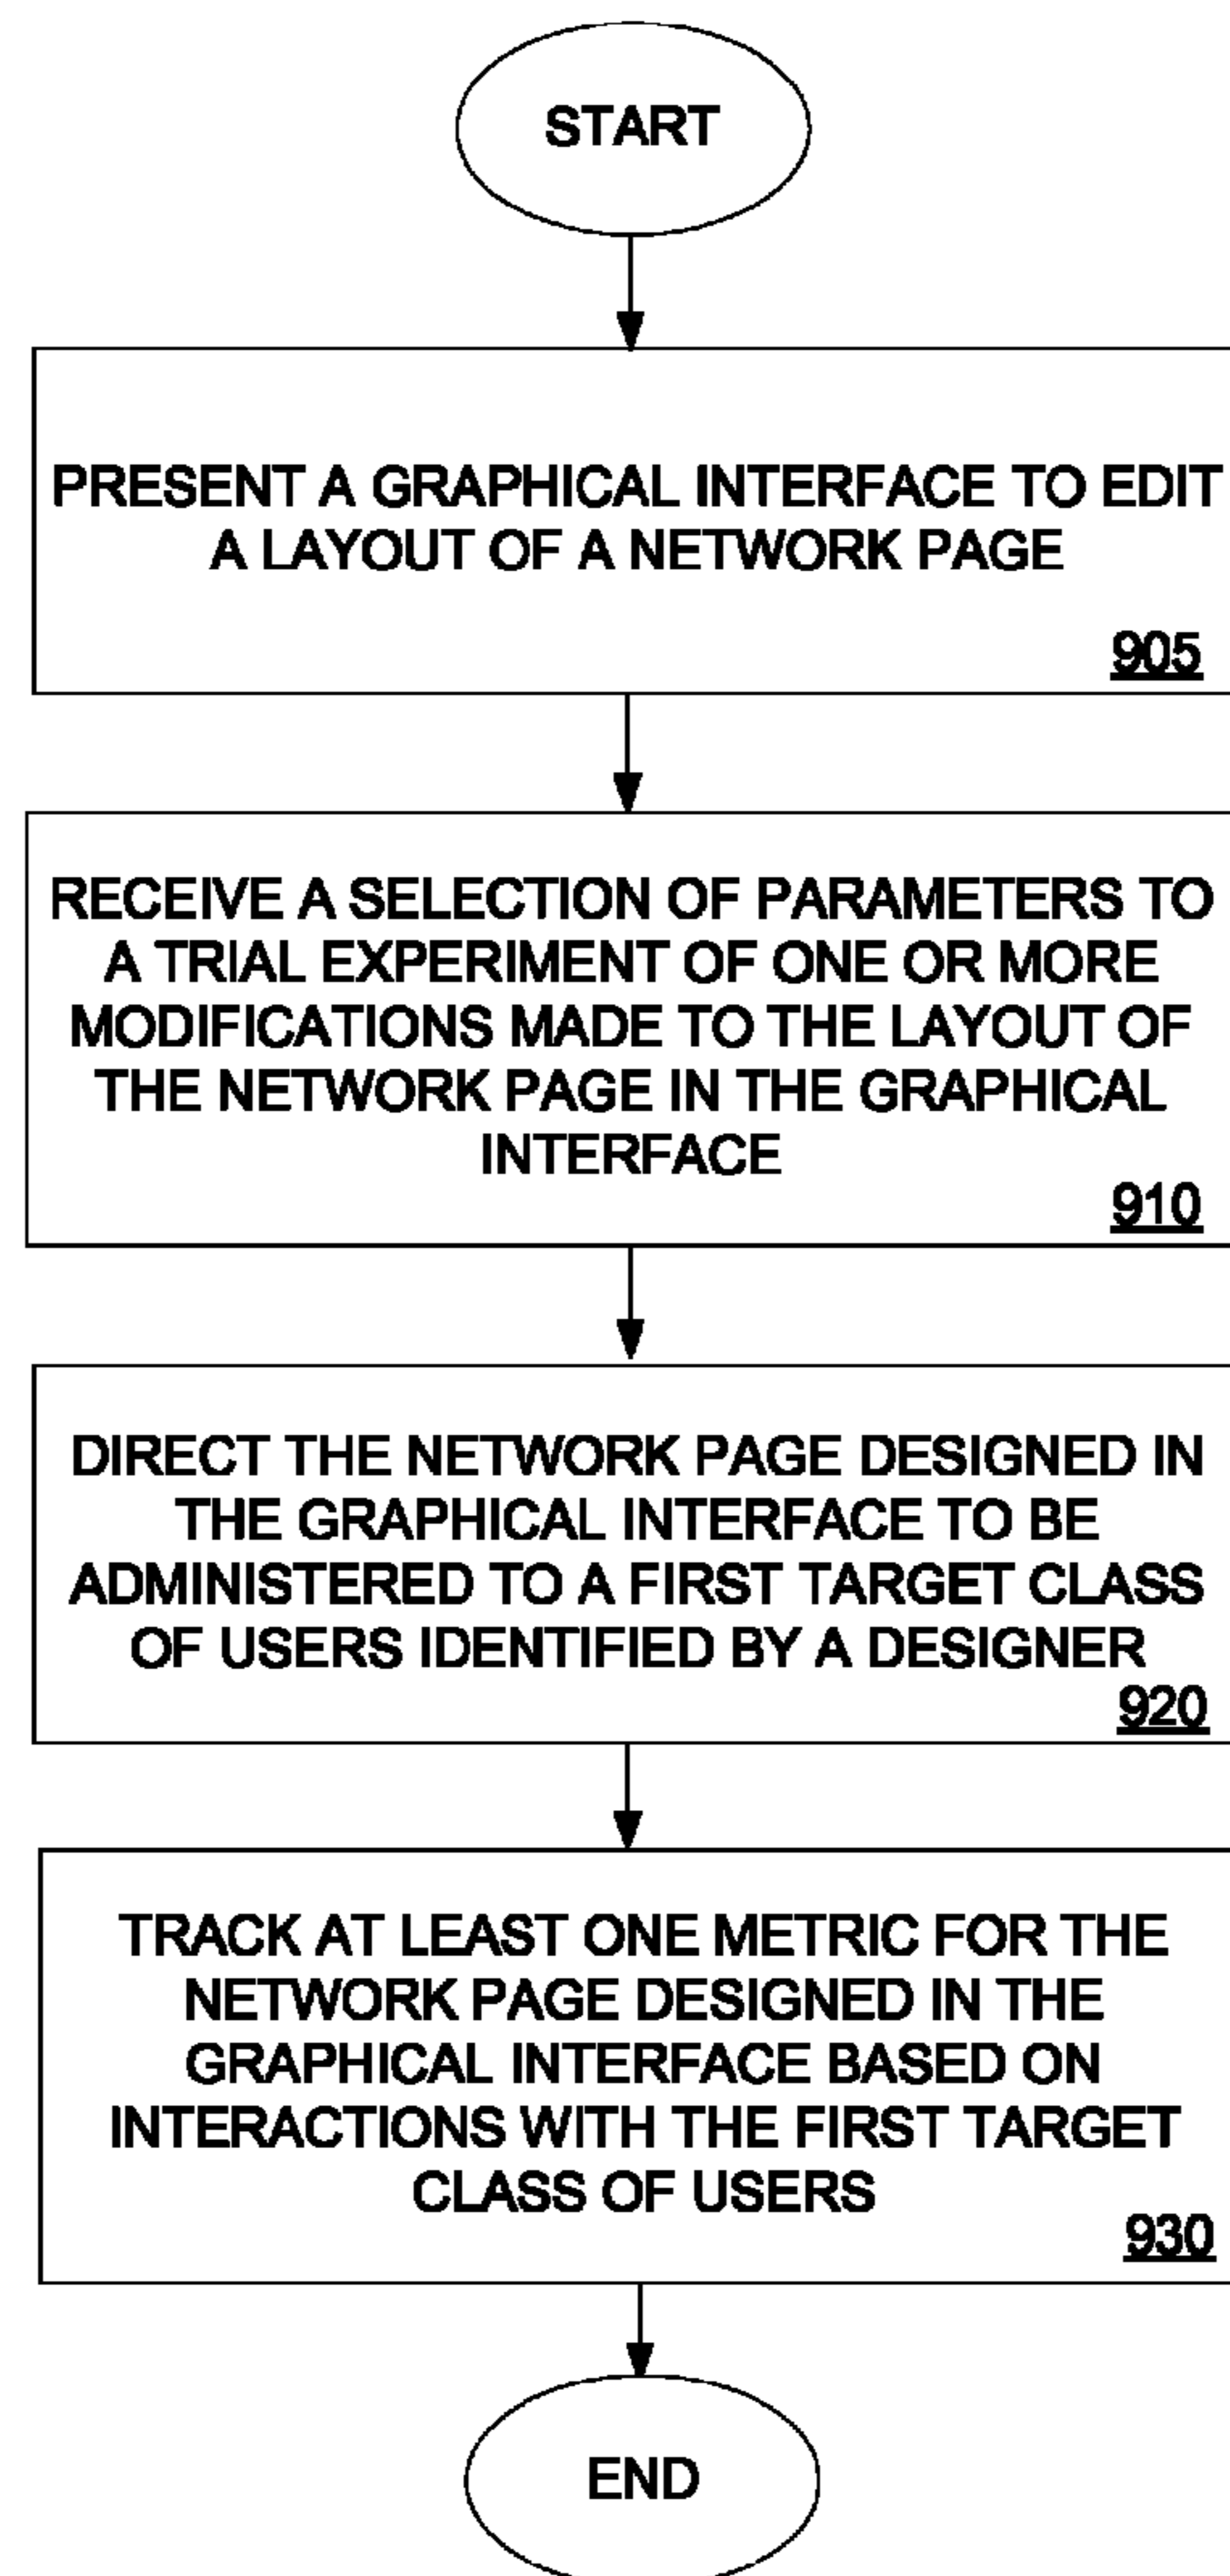 START
PRESENT A GRAPHICAL INTERFACE TO EDIT
A LAYOUT OF A NETWORK PAGE
905
RECEIVE A SELECTION OF PARAMETERS TO
A TRIAL EXPERIMENT OF ONE OR MORE
MODIFICATIONS MADE TO THE LAYOUT OF
THE NETWORK PAGE IN THE GRAPHICAL
INTERFACE
910
DIRECT THE NETWORK PAGE DESIGNED IN
THE GRAPHICAL INTERFACE TO BE
ADMINISTERED TO A FIRST TARGET CLASS
OF USERS IDENTIFIED BY A DESIGNER
920
TRACK AT LEAST ONE METRIC FOR THE
NETWORK PAGE DESIGNED IN THE
GRAPHICAL INTERFACE BASED ON
INTERACTIONS WITH THE FIRST TARGET
CLASS OF USERS
930
END